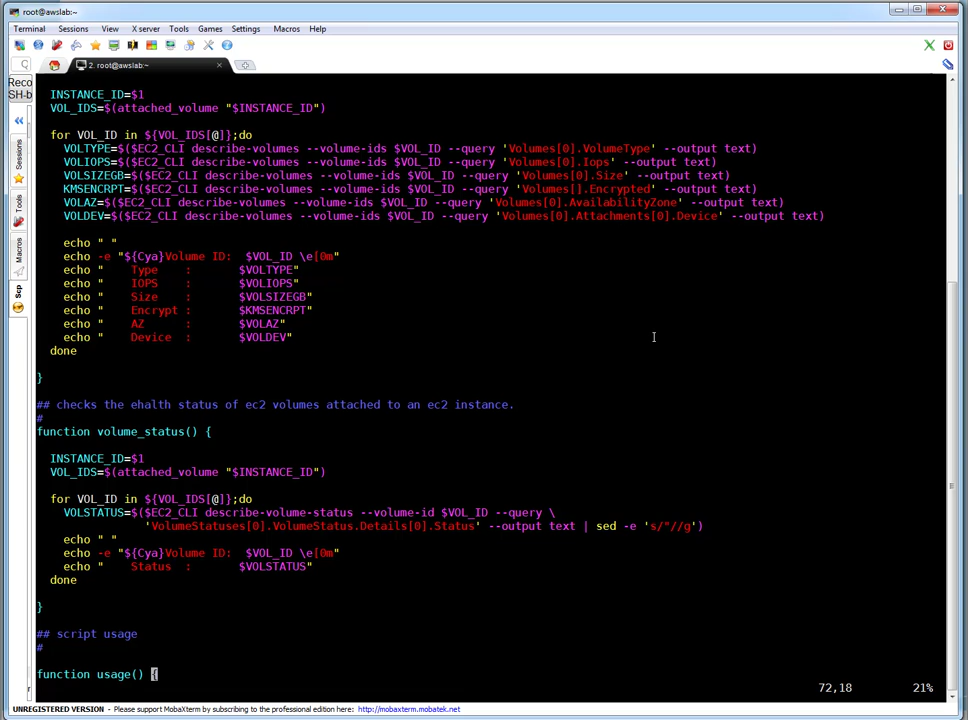 root@awslab:~
Terminal Sessions View X server Tools Games Settings Macros Help
2. root@awslab:~
Reco
SH-b
Sessions
Tools
Macros
Scp
INSTANCE_ID=$1
VOL_IDS=$(attached_volume "$INSTANCE_ID")
for VOL_ID in ${VOL_IDS[@]};do
VOLTYPE=$($EC2_CLI describe-volumes --volume-ids $VOL_ID --query 'Volumes[0].VolumeType' --output text)
VOLIOPS=$($EC2_CLI describe-volumes --volume-ids $VOL_ID --query 'Volumes[0].Iops' --output text)
VOLSIZEGB=$($EC2_CLI describe-volumes --volume-ids $VOL_ID --query 'Volumes[0].Size' --output text)
KMSENCRPT=$($EC2_CLI describe-volumes --volume-ids $VOL_ID --query 'Volumes[].Encrypted' --output text)
VOLAZ=$($EC2_CLI describe-volumes --volume-ids $VOL_ID --query 'Volumes[0].AvailabilityZone' --output text)
VOLDEV=$($EC2_CLI describe-volumes --volume-ids $VOL_ID --query 'Volumes[0].Attachments[0].Device' --output text)
echo " "
echo -e "${Cya}Volume ID:  $VOL_ID \e[0m"
echo "    Type    :       $VOLTYPE"
echo "    IOPS    :       $VOLIOPS"
echo "    Size    :       $VOLSIZEGB"
echo "    Encrypt :       $KMSENCRPT"
echo "    AZ      :       $VOLAZ"
echo "    Device  :       $VOLDEV"
done
}
## checks the ehalth status of ec2 volumes attached to an ec2 instance.
#
function volume_status() {
INSTANCE_ID=$1
VOL_IDS=$(attached_volume "$INSTANCE_ID")
for VOL_ID in ${VOL_IDS[@]};do
VOLSTATUS=$($EC2_CLI describe-volume-status --volume-id $VOL_ID --query \
'VolumeStatuses[0].VolumeStatus.Details[0].Status' --output text | sed -e 's/"//g')
echo " "
echo -e "${Cya}Volume ID:  $VOL_ID \e[0m"
echo "    Status  :       $VOLSTATUS"
done
}
## script usage
#
function usage() {
72,18 21%
UNREGISTERED VERSION - Please support MobaXterm by subscribing to the professional edition here: http://mobaxterm.mobatek.net